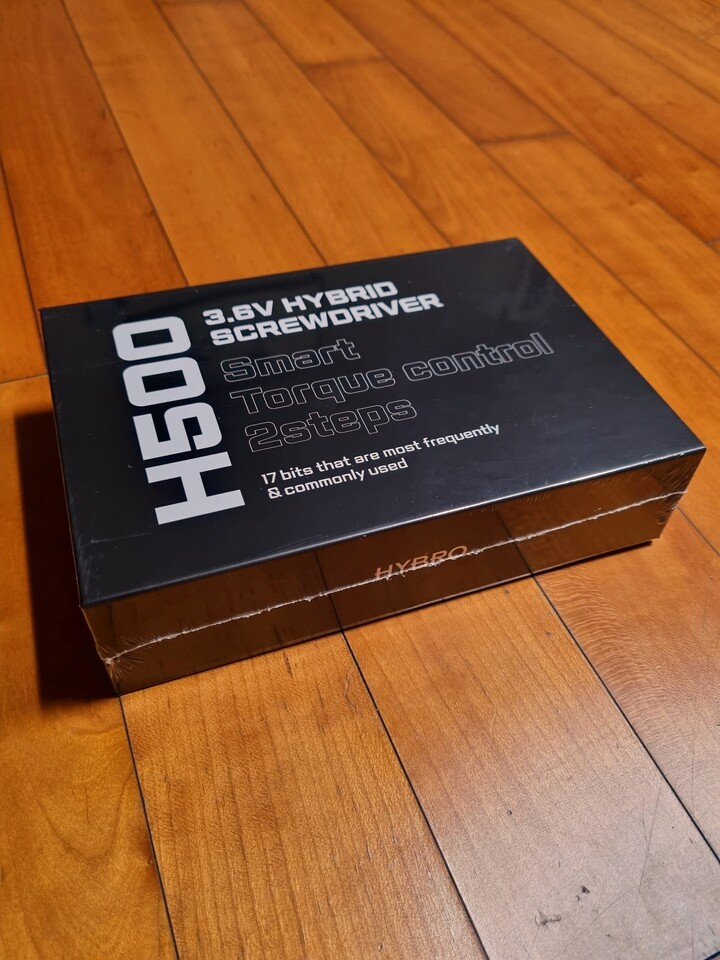 H500
3.6V HYBRID
SCREWDRIVER
Smart
Torque control
2steps
17 bits that are most frequently
& commonly used
HYBRO